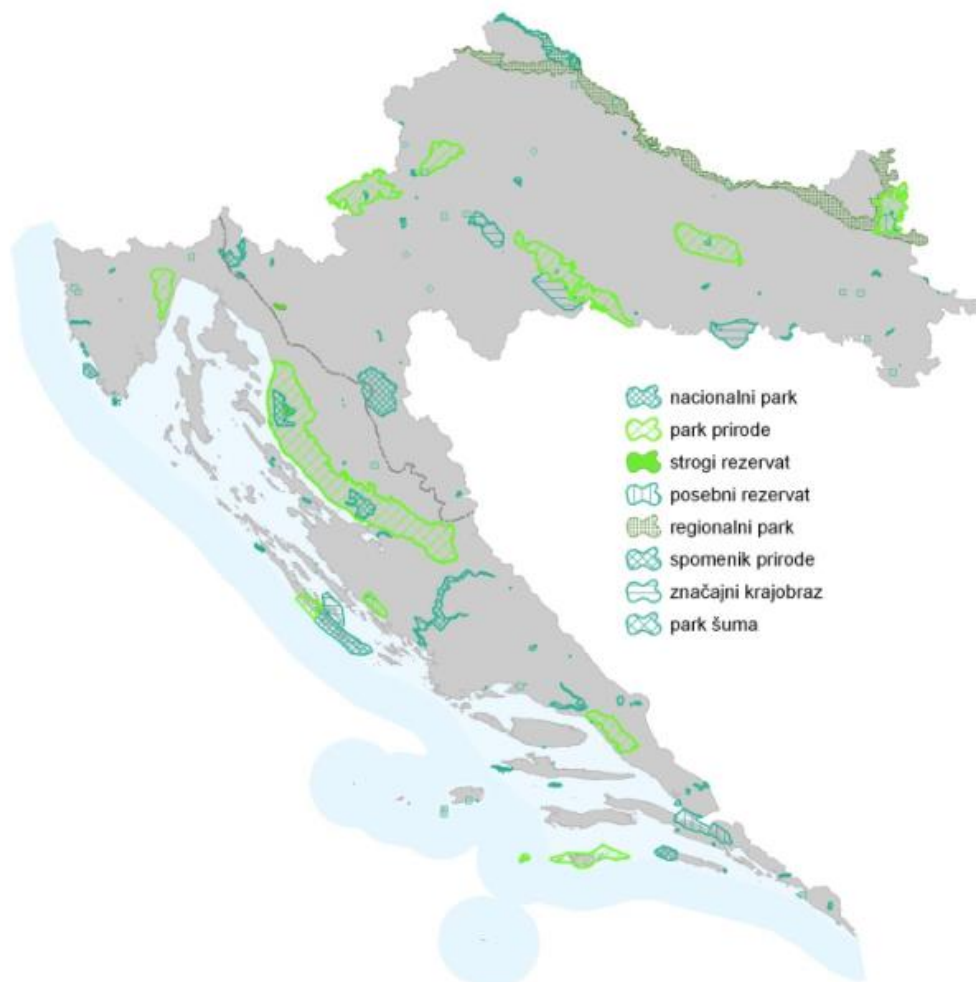 nacionalni park
park prirode
strogi rezervat
posebni rezervat
regionalni park
spomenik prirode
značajni krajobraz
park šuma